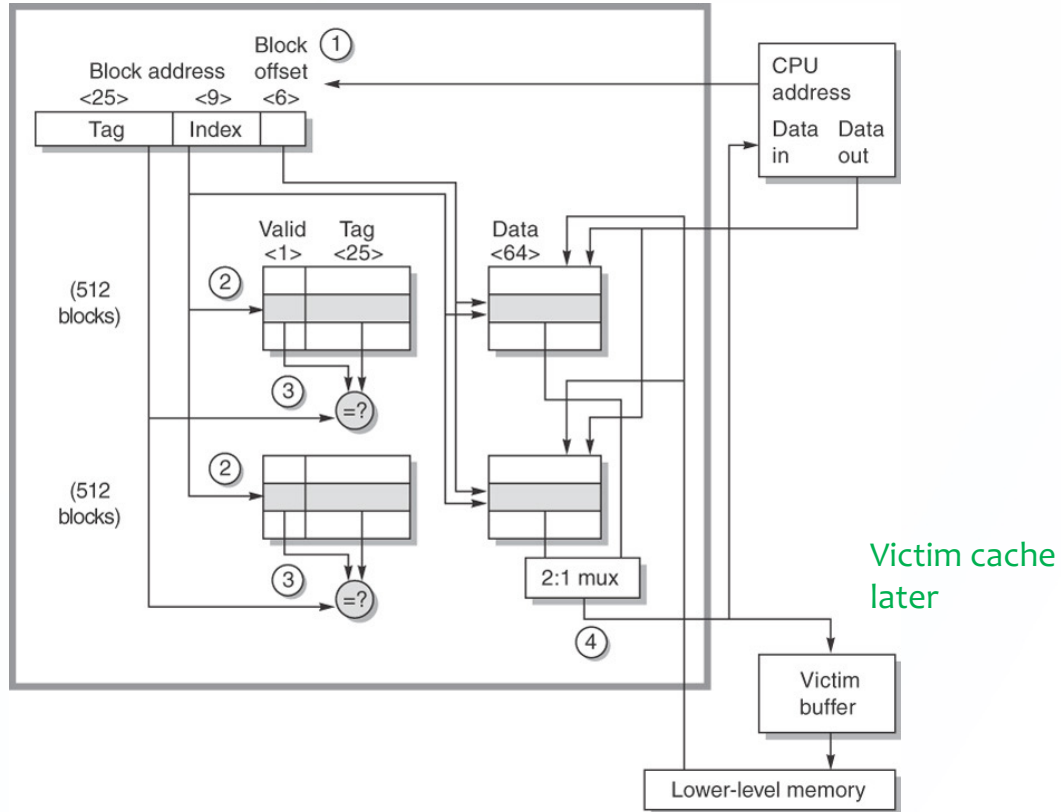 Block
offset
1
Block address
<25>
<9>
<6>
Tag
Index
CPU
address
Data
in
Data
out
Valid
<1>
Tag
<25>
Data
<64>
(512
blocks)
2
3
=?
(512
blocks)
2
3
=?
2:1 mux
4
Victim cache
later
Victim
buffer
Lower-level memory